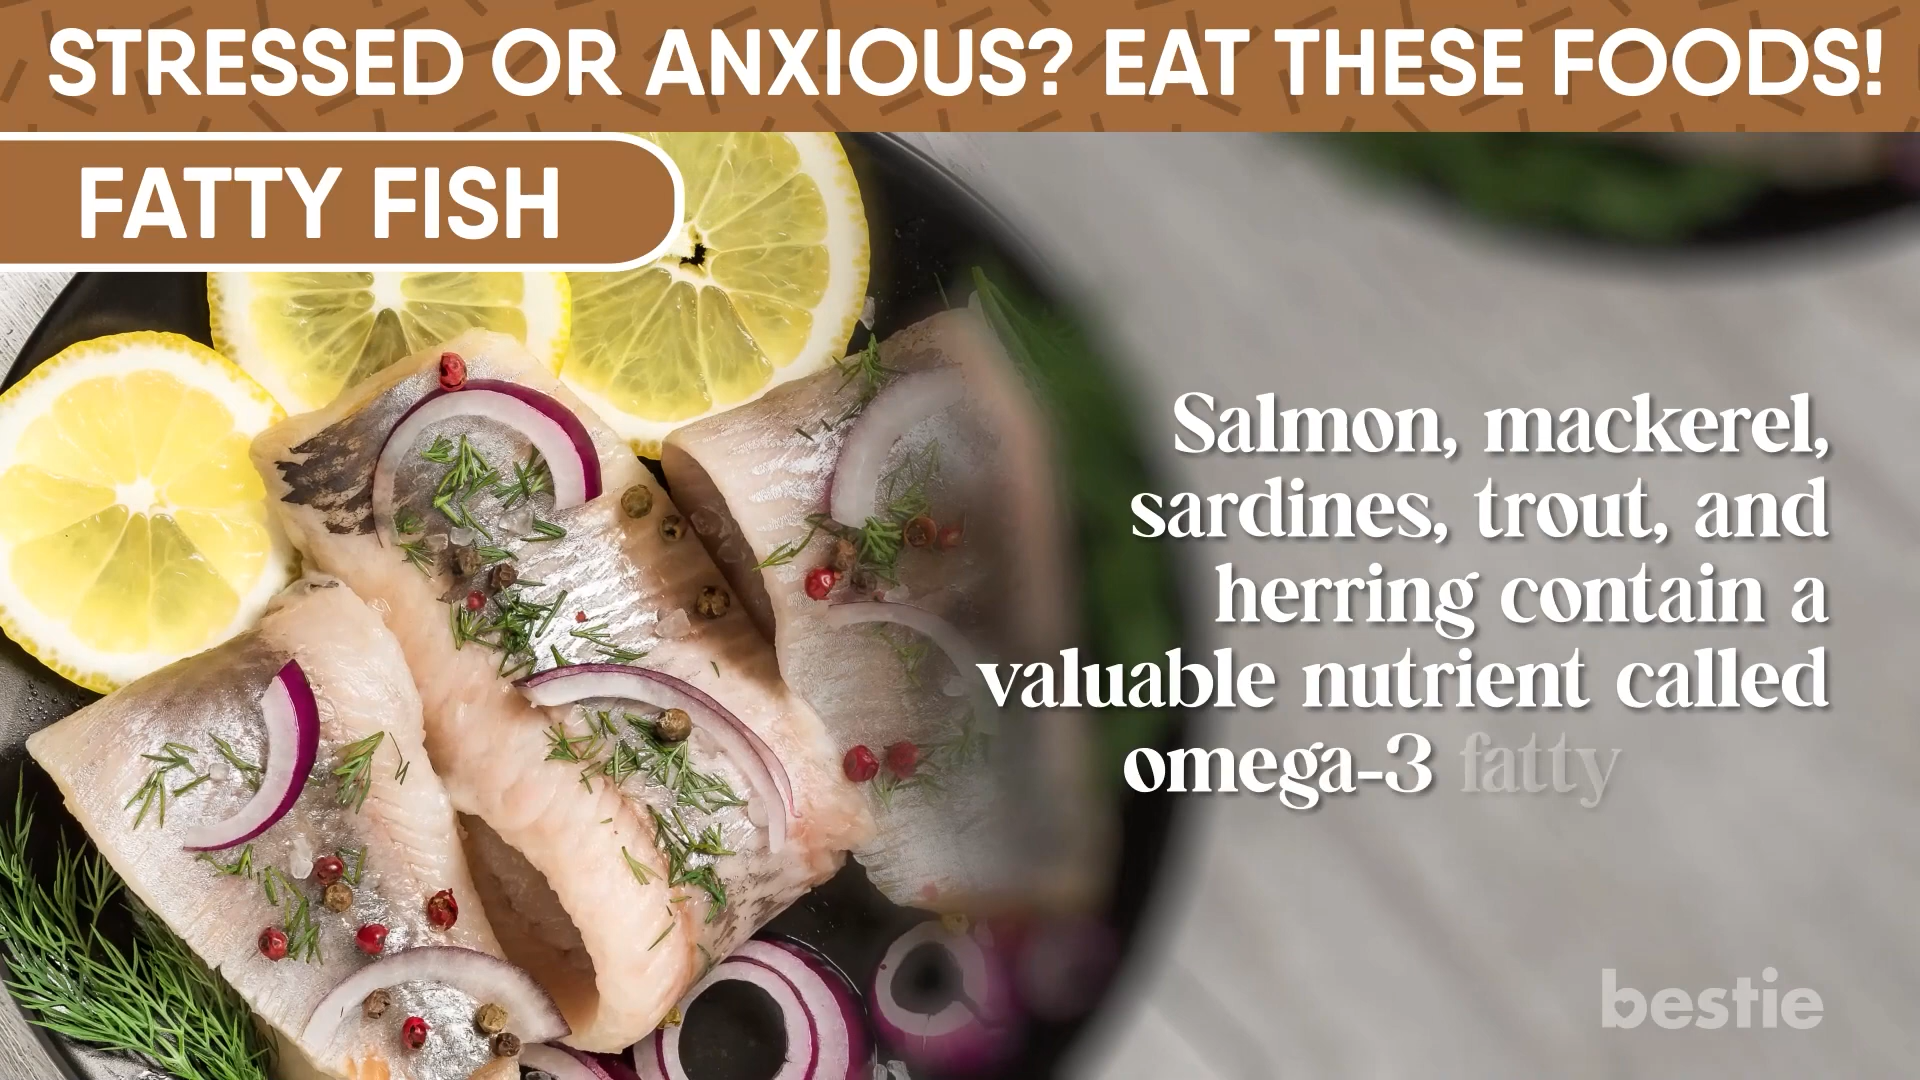 STRESSED OR ANXIOUS? EAT THESE FOODS!
FATTY FISH
Salmon, mackerel,
sardines, trout, and
herring contain a
valuable nutrient called
omega-3 fatty
bestie